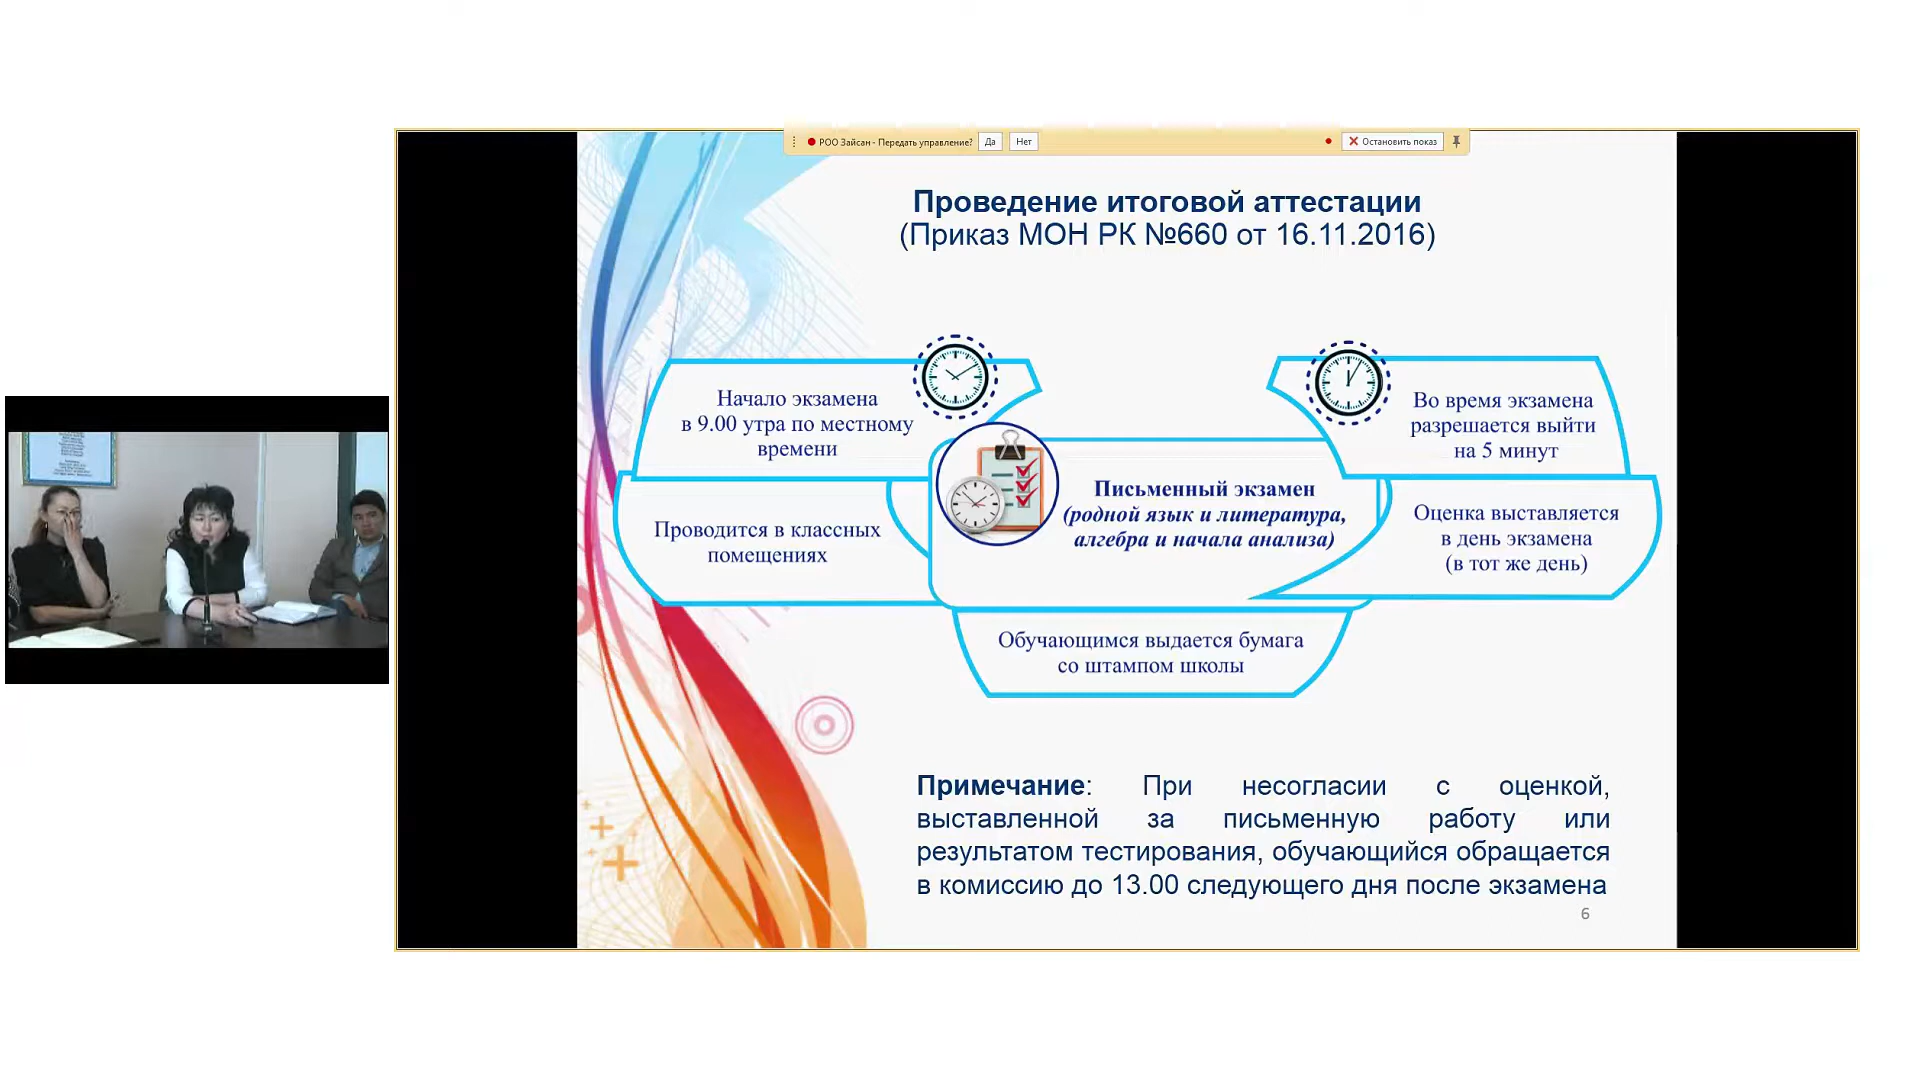 РОО Зайсан - Передать управление?
Да
Нет
Остановить показ
Проведение итоговой аттестации
(Приказ МОН РК №660 от 16.11.2016)
Начало экзамена
в 9.00 утра по местному
времени
Проводится в классных
помещениях
Письменный экзамен
(родной язык и литература,
алгебра и начала анализа)
Во время экзамена
разрешается выйти
на 5 минут
Оценка выставляется
в день экзамена
(в тот же день)
Обучающимся выдается бумага
со штампом школы
Примечание: При несогласии с оценкой,
выставленной за письменную работу или
результатом тестирования, обучающийся обращается
в комиссию до 13.00 следующего дня после экзамена
6